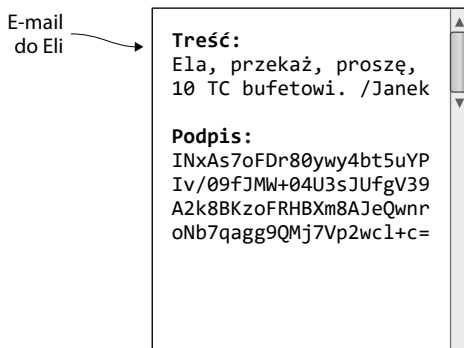 E-mail
do Eli
Treść:
Ela, przekaż, proszę,
10 TC bufetowi. /Janek
Podpis:
INxAs7oFDr80ywy4bt5uYP
Iv/09fJMW+04U3sJUfgV39
A2k8BKzoFRHBXm8AJeQwnr
oNb7qagg9QMj7Vp2wcl+c=